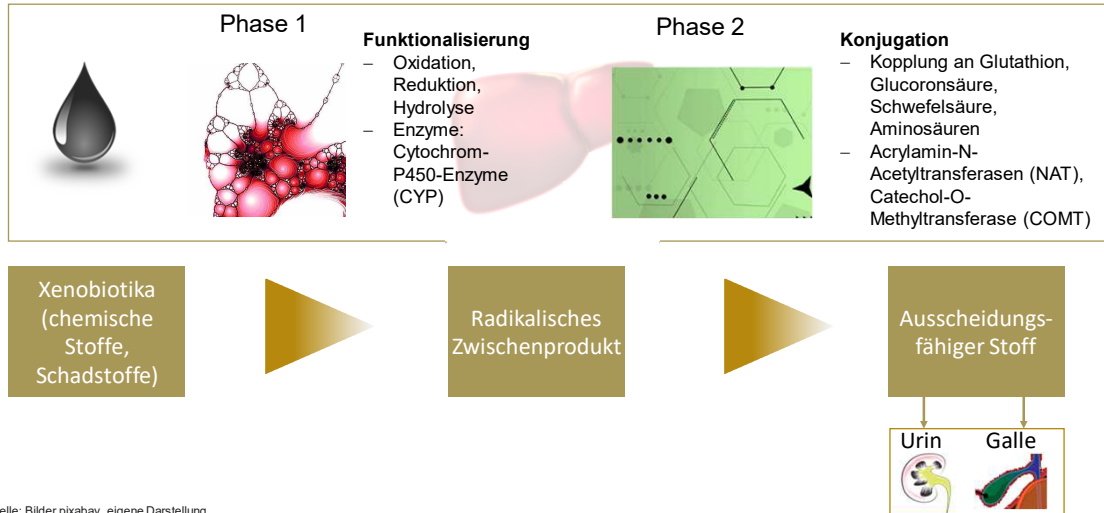 Phase 1
Funktionalisierung
– Oxidation,
Reduktion,
Hydrolyse
– Enzyme:
Cytochrom-
P450-Enzyme
(CYP)
Phase 2
Konjugation
– Kopplung an Glutathion,
Glucoronsäure,
Schwefelsäure,
Aminosäuren
– Acrylamin-N-
Acetyltransferasen (NAT),
Catechol-O-
Methyltransferase (COMT)
Xenobiotika
(chemische
Stoffe,
Schadstoffe)
Radikalisches
Zwischenprodukt
Ausscheidungs-
fähiger Stoff
Urin
Galle
elle: Bilder pixabay, eigene Darstellung